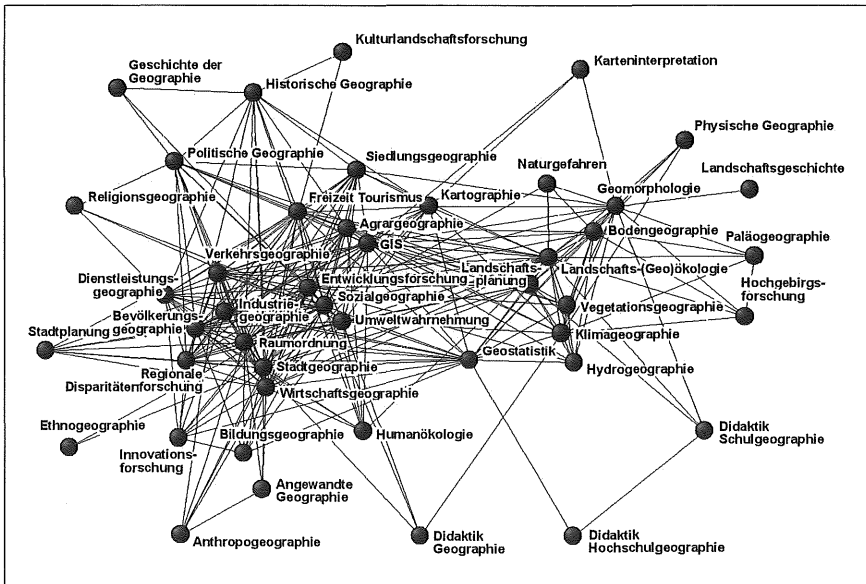 Kulturlandschaftsforschung
Geschichte der
Geographie
Historische Geographie
Karteninterpretation
Physische Geographie
Politische Geographie
Siedlungsgeographie
Naturgefahren
Landschaftsgeschichte
Geomorphologie
Religionsgeographie
Freizeit Tourismus
Kartographie
Agrargeographie
Bodengeographie
GIS
Paläogeographie
Verkehrsgeographie
Dienstleistungs-
geographie
Entwicklungsforschung
Landschafts-
planung
Landschafts-(Geo)ökologie
Hochgebirgs-
forschung
Sozialgeographie
Industrie-
geographie
Vegetationsgeographie
Bevölkerungs-
geographie
Umweltwahrnehmung
Stadtplanung
Klimageographie
Raumordnung
Geostatistik
Stadtgeographie
Hydrogeographie
Regionale
Disparitätenforschung
Wirtschaftsgeographie
Ethnogeographie
Bildungsgeographie
Humanökologie
Didaktik
Schulgeographie
Innovations-
forschung
Angewandte
Geographie
Anthropogeographie
Didaktik
Geographie
Didaktik
Hochschulgeographie